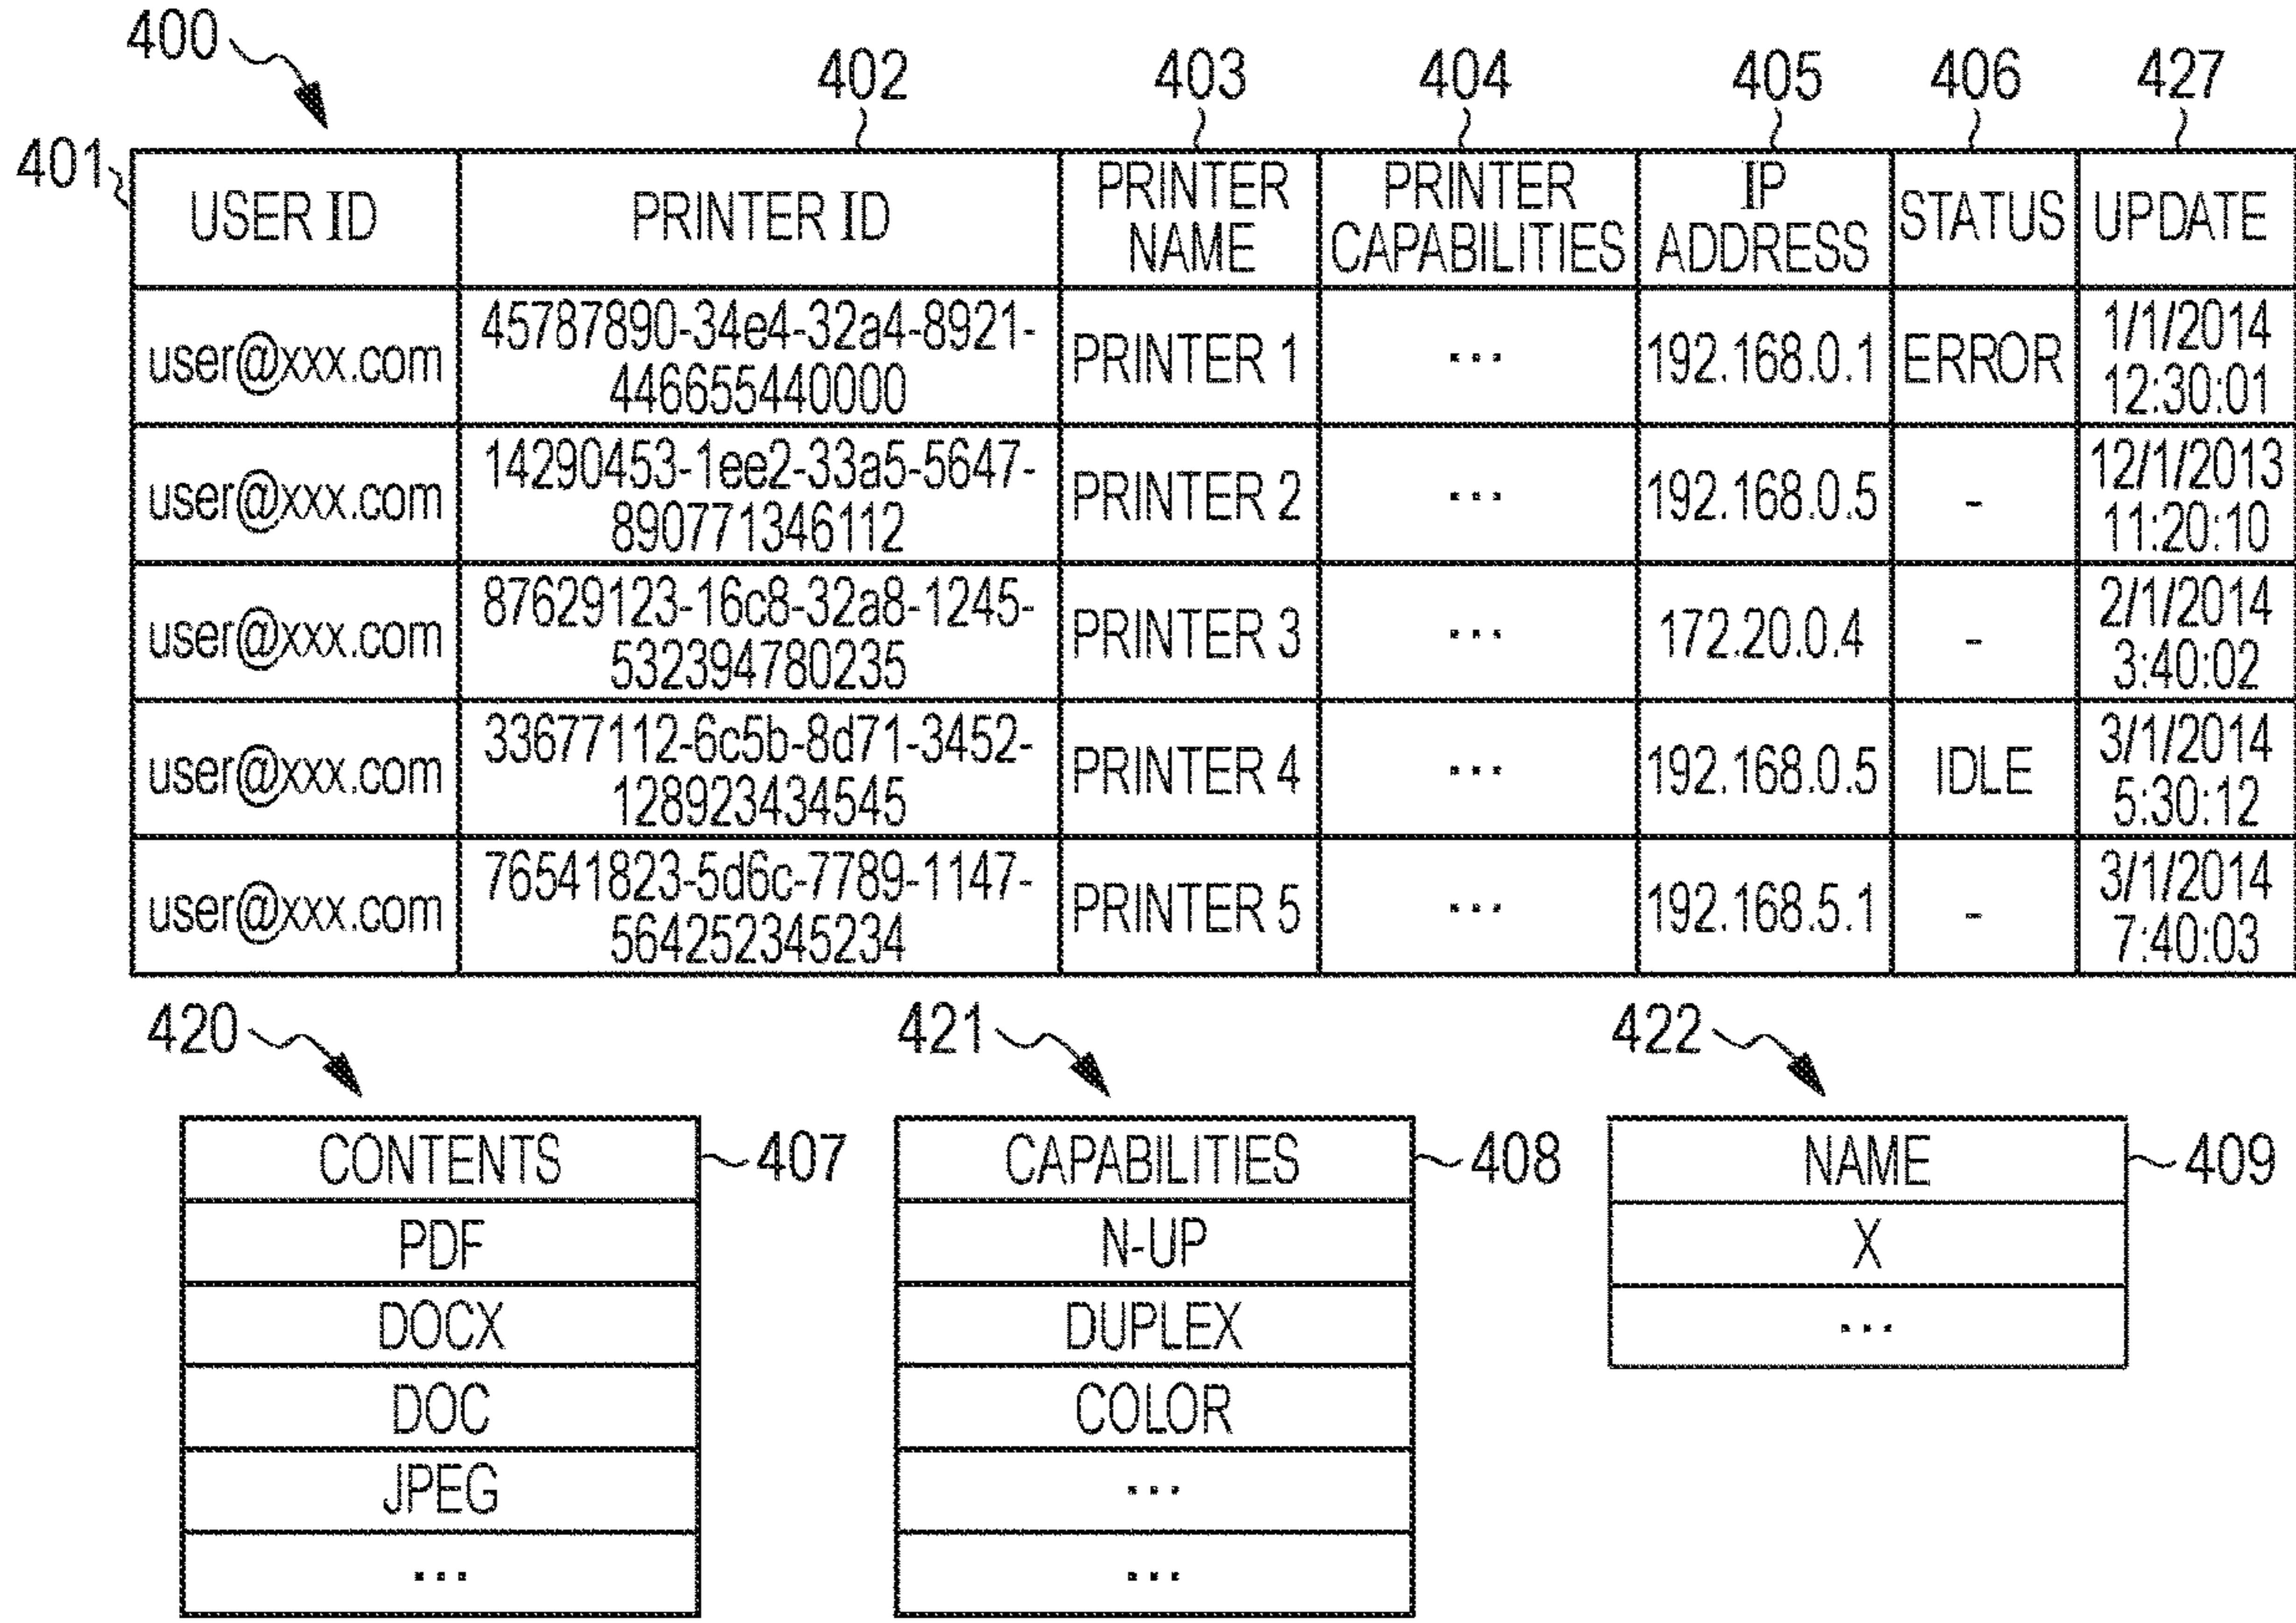 400
402 403 404 405 406 427
401
USER ID PRINTER ID PRINTER NAME PRINTER CAPABILITIES IP ADDRESS STATUS UPDATE
user@xxx.com 45787890-34e4-32a4-8921-446655440000 PRINTER 1 ... 192.168.0.1 ERROR 1/1/2014 12:30:01
user@xxx.com 14290453-1ee2-33a5-5647-890771346112 PRINTER 2 ... 192.168.0.5 - 12/1/2013 11:20:10
user@xxx.com 87629123-16c8-32a8-1245-532394780235 PRINTER 3 ... 172.20.0.4 - 2/1/2014 3:40:02
user@xxx.com 33677112-6c5b-8d71-3452-128923434545 PRINTER 4 ... 192.168.0.5 IDLE 3/1/2014 5:30:12
user@xxx.com 76541823-5d6c-7789-1147-564252345234 PRINTER 5 ... 192.168.5.1 - 3/1/2014 7:40:03
420
CONTENTS 407
PDF
DOCX
DOC
JPEG
...
421
CAPABILITIES 408
N-UP
DUPLEX
COLOR
...
...
422
NAME 409
X
...